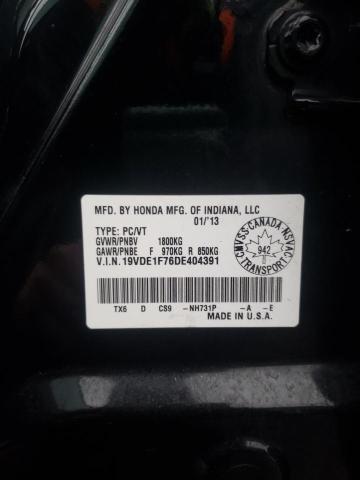 MFD. BY HONDA MFG. OF INDIANA, LLC
01/'13
TYPE: PC/VT
GVWR/PNBV 1800KG
GAWR/PNBE F 970KG R 850KG
V.I.N.19VDE1F76DE404391
CMVSS-CANADA-NSVAC
942
TRANSPORT
TX6 D CS9 -NH731P -A -E
MADE IN U.S.A.